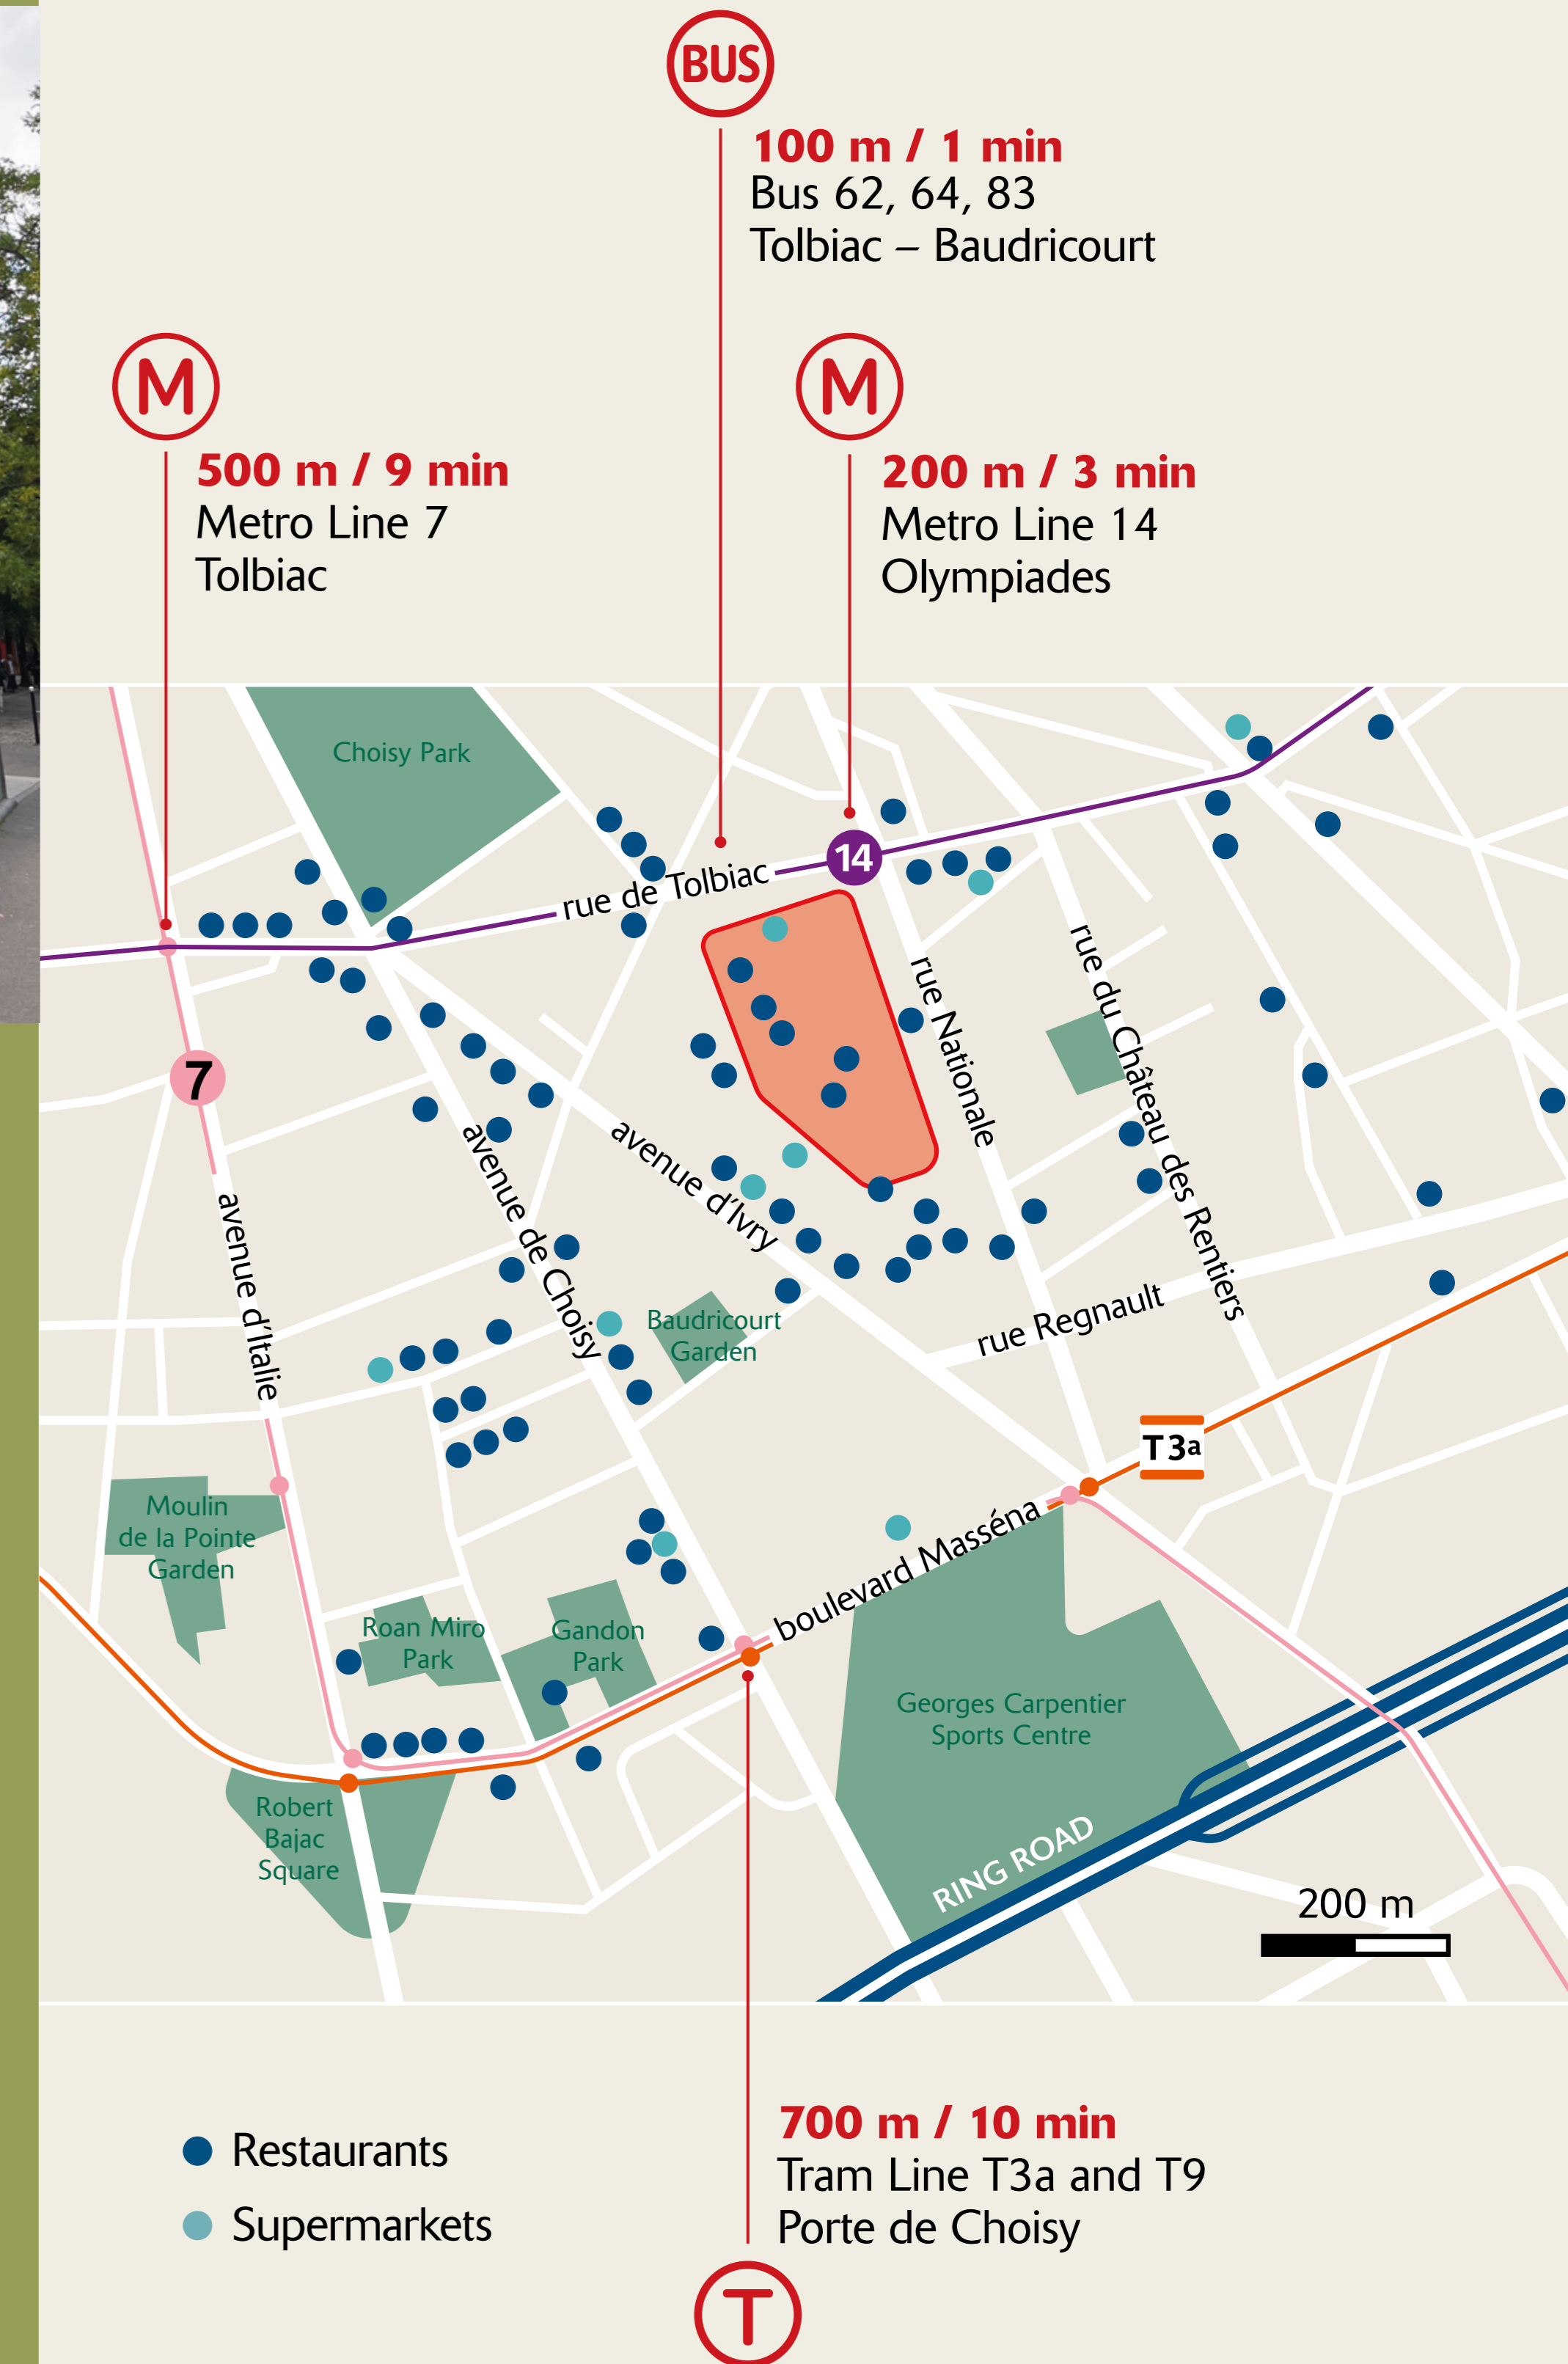 BUS
100 m / 1 min
Bus 62, 64, 83
Tolbiac – Baudricourt
M
500 m / 9 min
Metro Line 7
Tolbiac
M
200 m / 3 min
Metro Line 14
Olympiades
Choisy Park
14
rue de Tolbiac
7
rue Nationale
rue du Château des Rentiers
avenue d'Italie
avenue de Choisy
avenue d'Ivry
Baudricourt
Garden
rue Regnault
T3a
Moulin
de la Pointe
Garden
boulevard Masséna
Roan Miro
Park
Gandon
Park
Georges Carpentier
Sports Centre
Robert
Bajac
Square
RING ROAD
200 m
Restaurants
Supermarkets
700 m / 10 min
Tram Line T3a and T9
Porte de Choisy
T